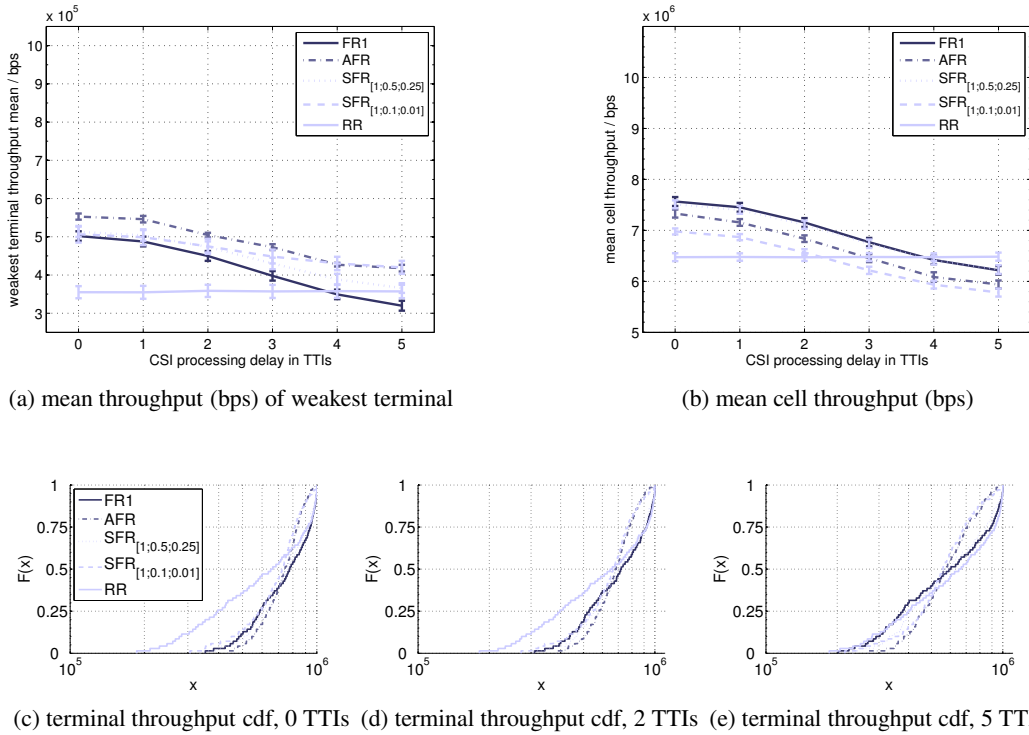 x 10^5
10
9
8
7
6
5
4
3
weakest terminal throughput mean / bps
0 1 2 3 4 5
CSI processing delay in TTIs
FR1
AFR
SFR[1;0.5;0.25]
SFR[1;0.1;0.01]
RR
(a) mean throughput (bps) of weakest terminal
x 10^6
10
9
8
7
6
5
mean cell throughput / bps
0 1 2 3 4 5
CSI processing delay in TTIs
FR1
AFR
SFR[1;0.5;0.25]
SFR[1;0.1;0.01]
RR
(b) mean cell throughput (bps)
1
0.75
0.5
0.25
0
F(x)
10^5 10^6
x
FR1
AFR
SFR[1;0.5;0.25]
SFR[1;0.1;0.01]
RR
(c) terminal throughput cdf, 0 TTIs
1
0.75
0.5
0.25
0
F(x)
10^5 10^6
x
(d) terminal throughput cdf, 2 TTIs
1
0.75
0.5
0.25
0
F(x)
10^5 10^6
x
(e) terminal throughput cdf, 5 TT